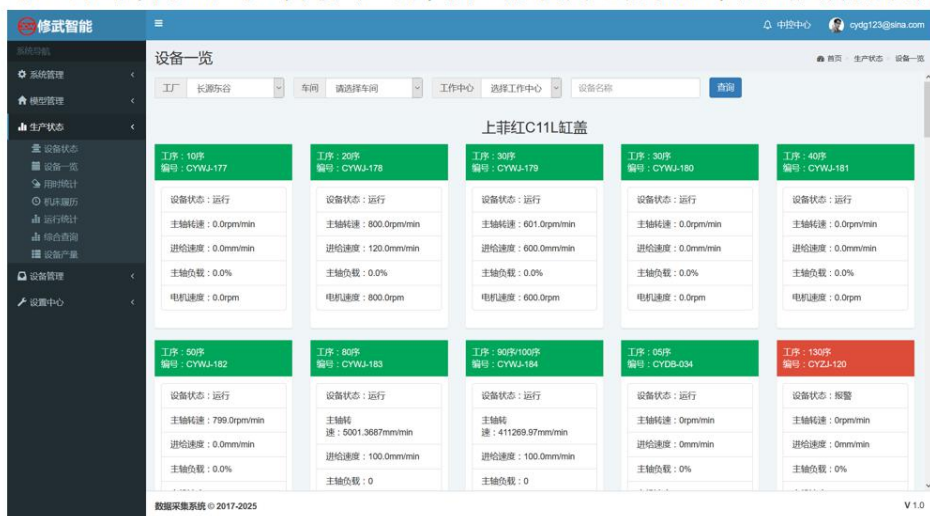 修武智能
中控中心
cydg123@sina.com
系统导航
系统管理
模型管理
生产状态
设备状态
设备一览
用时统计
机床履历
运行统计
综合查询
设备产量
设备管理
设置中心
设备一览
首页 生产状态 设备一览
工厂 长源东谷 车间 请选择车间 工作中心 选择工作中心 设备名称 查询
上菲红C11L缸盖
工序：10序
编号：CYWJ-177
设备状态：运行
主轴转速：0.0rpm/min
进给速度：0.0mm/min
主轴负载：0.0%
电机速度：0.0rpm
工序：20序
编号：CYWJ-178
设备状态：运行
主轴转速：800.0rpm/min
进给速度：120.0mm/min
主轴负载：0.0%
电机速度：800.0rpm
工序：30序
编号：CYWJ-179
设备状态：运行
主轴转速：601.0rpm/min
进给速度：600.0mm/min
主轴负载：0.0%
电机速度：600.0rpm
工序：30序
编号：CYWJ-180
设备状态：运行
主轴转速：0.0rpm/min
进给速度：0.0mm/min
主轴负载：0.0%
电机速度：0.0rpm
工序：40序
编号：CYWJ-181
设备状态：运行
主轴转速：0.0rpm/min
进给速度：0.0mm/min
主轴负载：0.0%
电机速度：0.0rpm
工序：50序
编号：CYWJ-182
设备状态：运行
主轴转速：799.0rpm/min
进给速度：0.0mm/min
主轴负载：0.0%
工序：80序
编号：CYWJ-183
设备状态：运行
主轴转
速：5001.3687mm/min
进给速度：100.0mm/min
主轴负载：0
工序：90序/100序
编号：CYWJ-184
设备状态：运行
主轴转
速：411269.97mm/min
进给速度：100.0mm/min
主轴负载：0
工序：05序
编号：CYDB-034
设备状态：运行
主轴转速：0rpm/min
进给速度：0mm/min
主轴负载：0%
工序：130序
编号：CYZJ-120
设备状态：报警
主轴转速：0rpm/min
进给速度：0mm/min
主轴负载：0%
数据采集系统 © 2017-2025
V 1.0